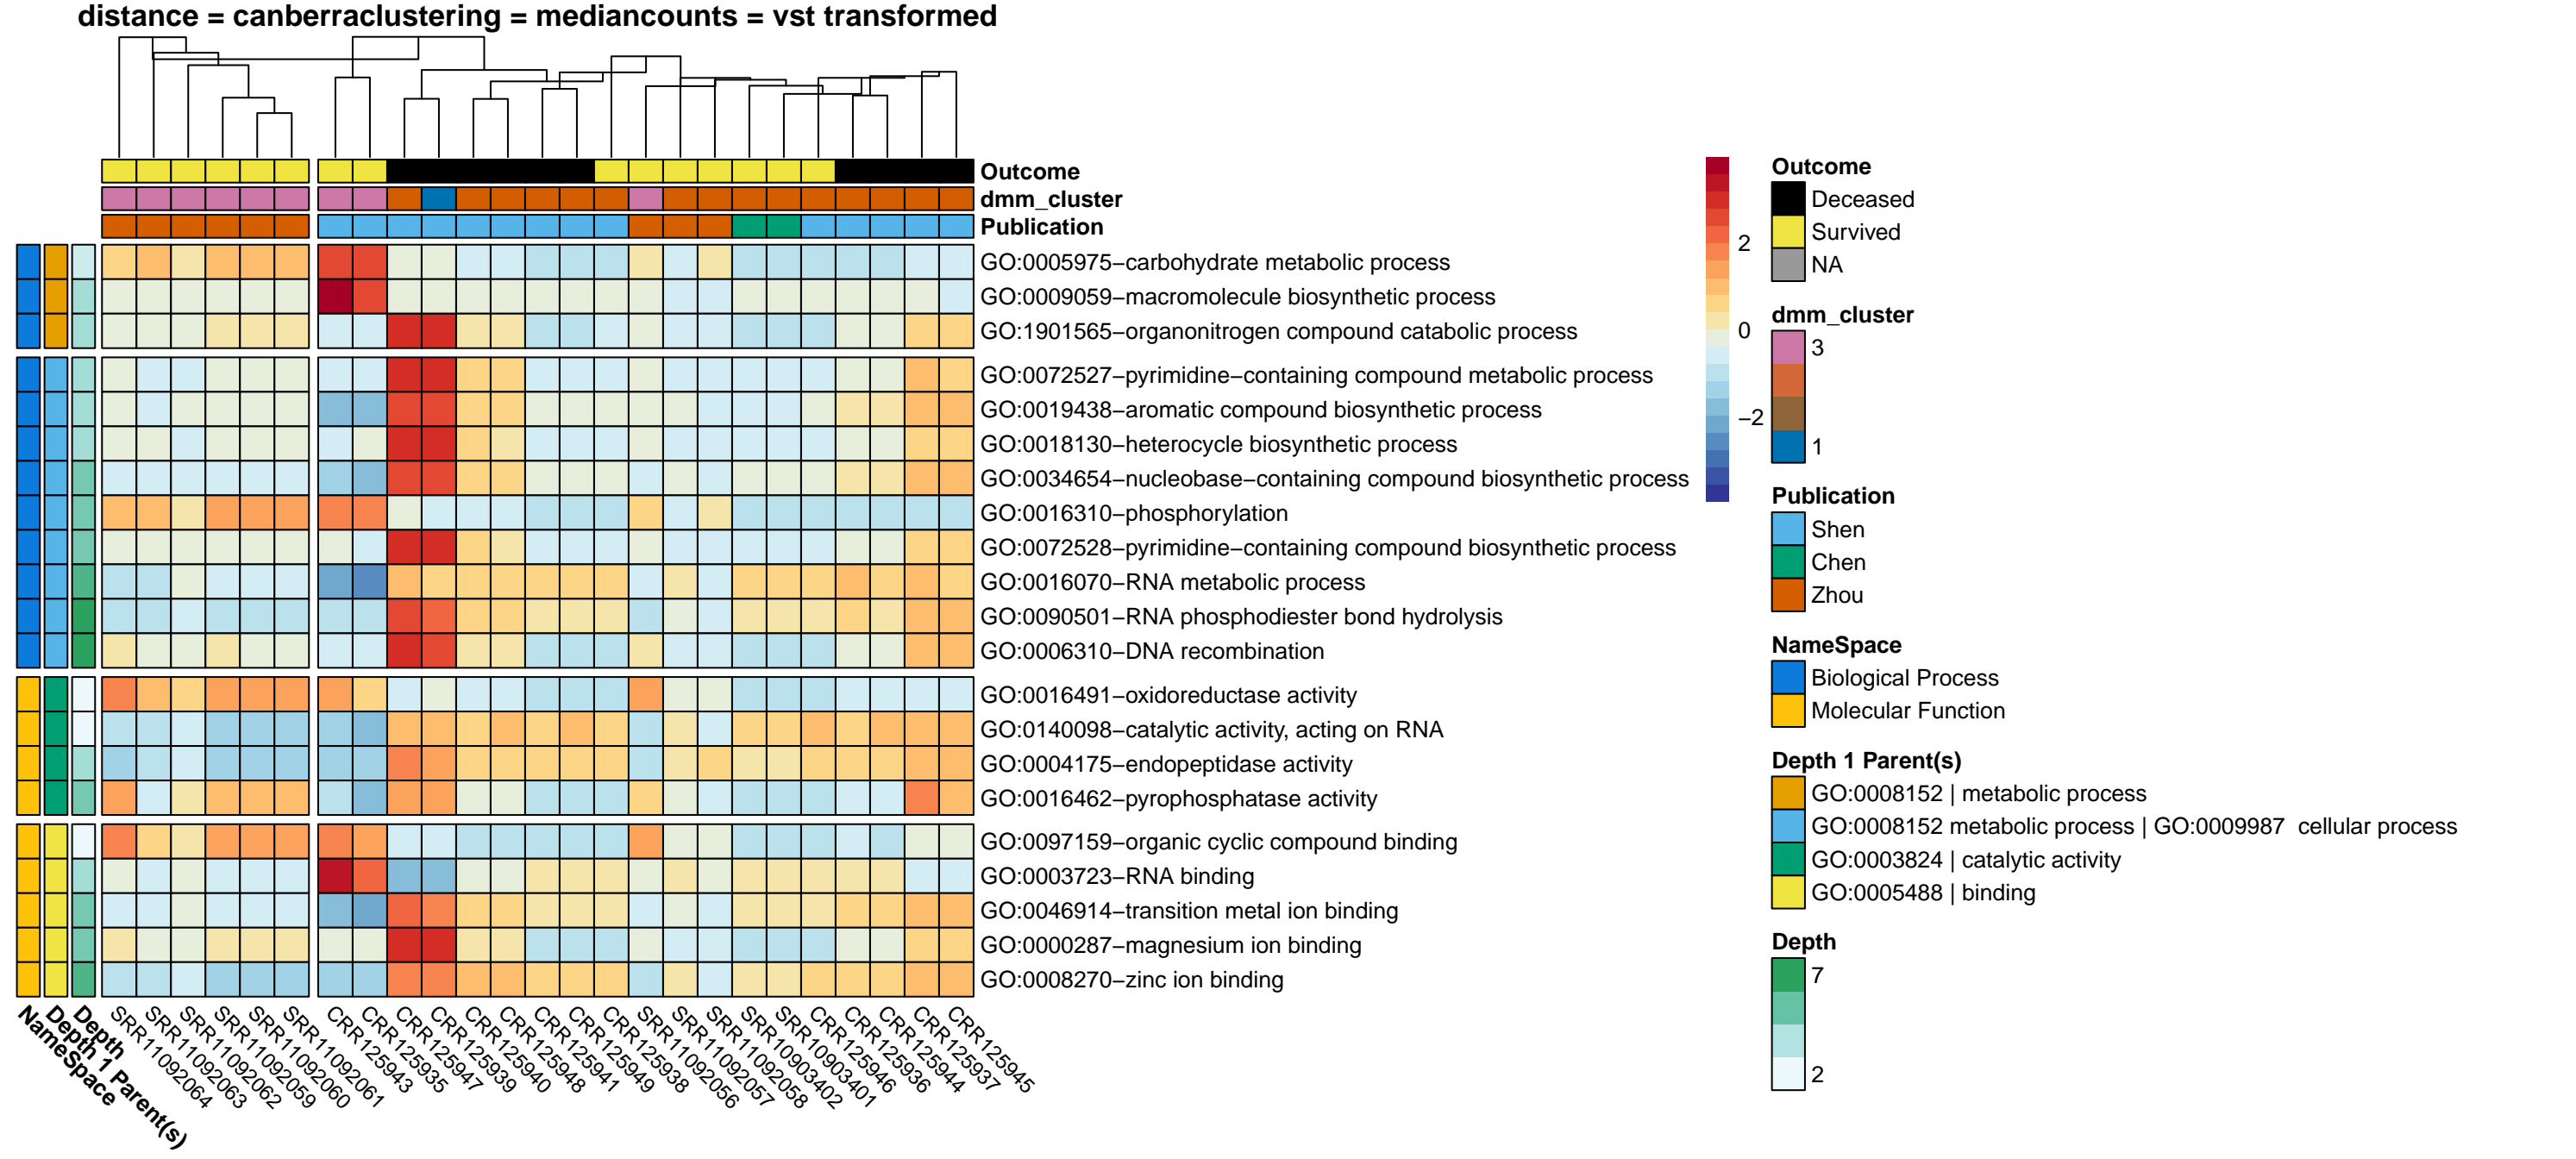 distance = canberraclustering = mediancounts = vst transformed
Outcome
dmm_cluster
Publication
GO:0005975−carbohydrate metabolic process
GO:0009059−macromolecule biosynthetic process
GO:1901565−organonitrogen compound catabolic process
GO:0072527−pyrimidine−containing compound metabolic process
GO:0019438−aromatic compound biosynthetic process
GO:0018130−heterocycle biosynthetic process
GO:0034654−nucleobase−containing compound biosynthetic process
GO:0016310−phosphorylation
GO:0072528−pyrimidine−containing compound biosynthetic process
GO:0016070−RNA metabolic process
GO:0090501−RNA phosphodiester bond hydrolysis
GO:0006310−DNA recombination
GO:0016491−oxidoreductase activity
GO:0140098−catalytic activity, acting on RNA
GO:0004175−endopeptidase activity
GO:0016462−pyrophosphatase activity
GO:0097159−organic cyclic compound binding
GO:0003723−RNA binding
GO:0046914−transition metal ion binding
GO:0000287−magnesium ion binding
GO:0008270−zinc ion binding
NameSpace
Depth 1 Parent(s)
Depth
SRR11092064
SRR11092063
SRR11092062
SRR11092059
SRR11092060
SRR11092061
CRR125943
CRR125935
CRR125947
CRR125939
CRR125940
CRR125948
CRR125941
CRR125949
CRR125938
SRR11092056
SRR11092057
SRR11092058
SRR10903402
SRR10903401
CRR125946
CRR125936
CRR125944
CRR125937
CRR125945
2
0
−2
Outcome
Deceased
Survived
NA
dmm_cluster
3
1
Publication
Shen
Chen
Zhou
NameSpace
Biological Process
Molecular Function
Depth 1 Parent(s)
GO:0008152 | metabolic process
GO:0008152 metabolic process | GO:0009987  cellular process
GO:0003824 | catalytic activity
GO:0005488 | binding
Depth
7
2